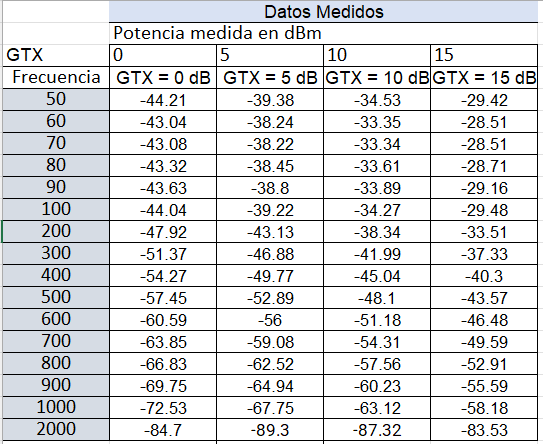 Datos Medidos
Potencia medida en dBm
GTX 0 5 10 15
Frecuencia GTX = 0 dB GTX = 5 dB GTX = 10 dB GTX = 15 dB
50 -44.21 -39.38 -34.53 -29.42
60 -43.04 -38.24 -33.35 -28.51
70 -43.08 -38.22 -33.34 -28.51
80 -43.32 -38.45 -33.61 -28.71
90 -43.63 -38.8 -33.89 -29.16
100 -44.04 -39.22 -34.27 -29.48
200 -47.92 -43.13 -38.34 -33.51
300 -51.37 -46.88 -41.99 -37.33
400 -54.27 -49.77 -45.04 -40.3
500 -57.45 -52.89 -48.1 -43.57
600 -60.59 -56 -51.18 -46.48
700 -63.85 -59.08 -54.31 -49.59
800 -66.83 -62.52 -57.56 -52.91
900 -69.75 -64.94 -60.23 -55.59
1000 -72.53 -67.75 -63.12 -58.18
2000 -84.7 -89.3 -87.32 -83.53